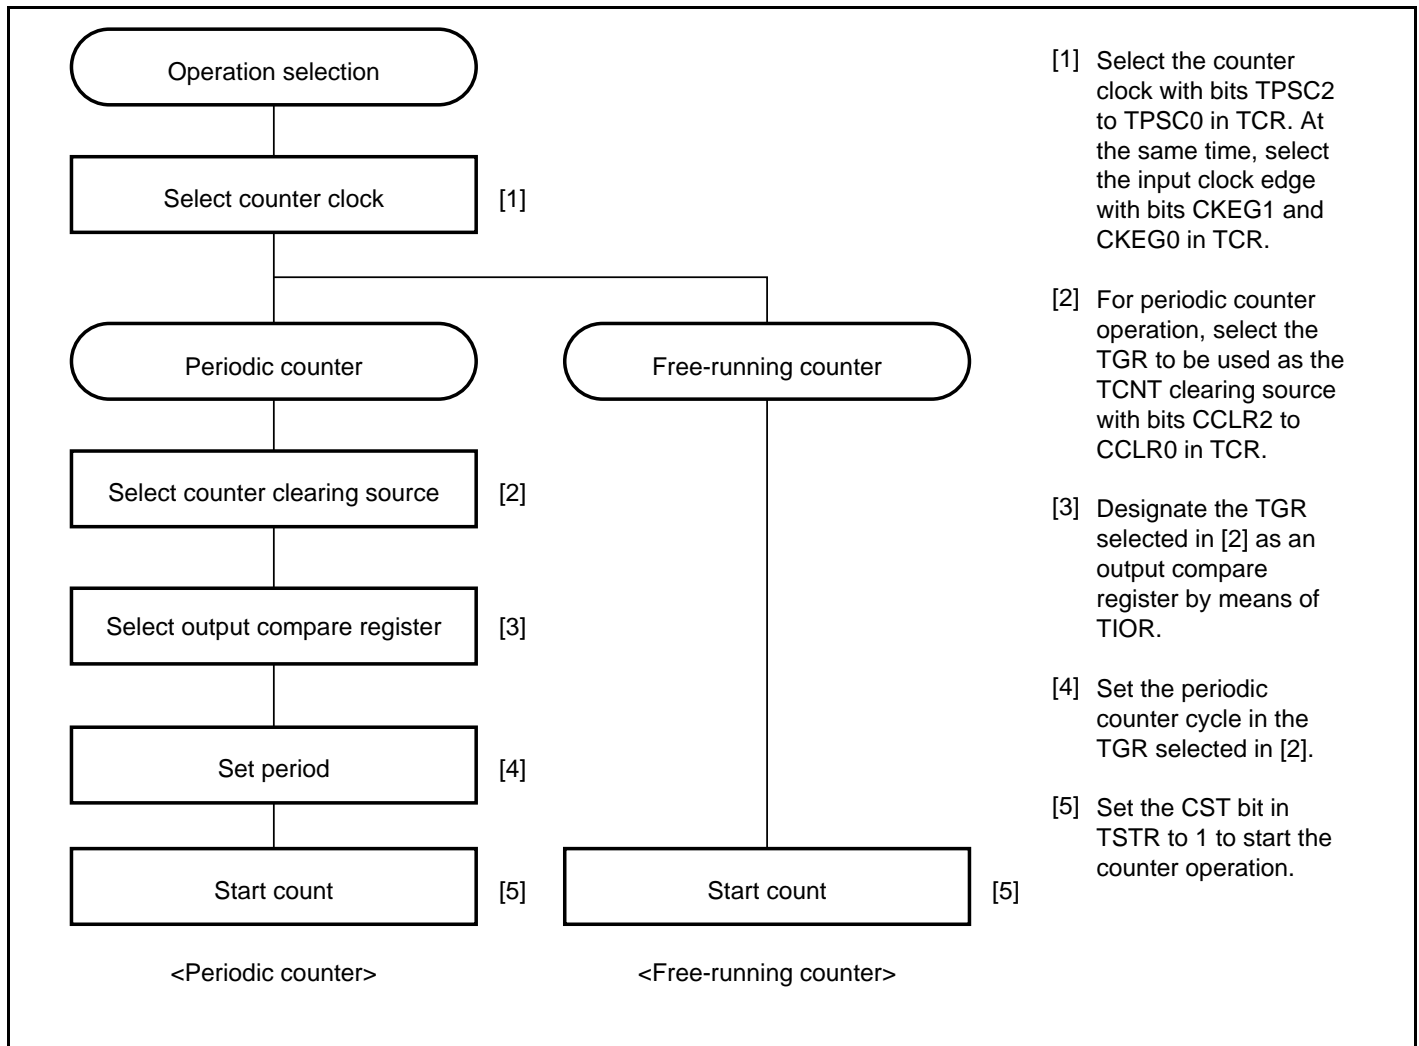 Operation selection
Select counter clock
[1]
Periodic counter
Free-running counter
Select counter clearing source
[2]
Select output compare register
[3]
Set period
[4]
Start count
[5]
Start count
[5]
<Periodic counter>
<Free-running counter>
[1] Select the counter
clock with bits TPSC2
to TPSC0 in TCR. At
the same time, select
the input clock edge
with bits CKEG1 and
CKEG0 in TCR.
[2] For periodic counter
operation, select the
TGR to be used as the
TCNT clearing source
with bits CCLR2 to
CCLR0 in TCR.
[3] Designate the TGR
selected in [2] as an
output compare
register by means of
TIOR.
[4] Set the periodic
counter cycle in the
TGR selected in [2].
[5] Set the CST bit in
TSTR to 1 to start the
counter operation.